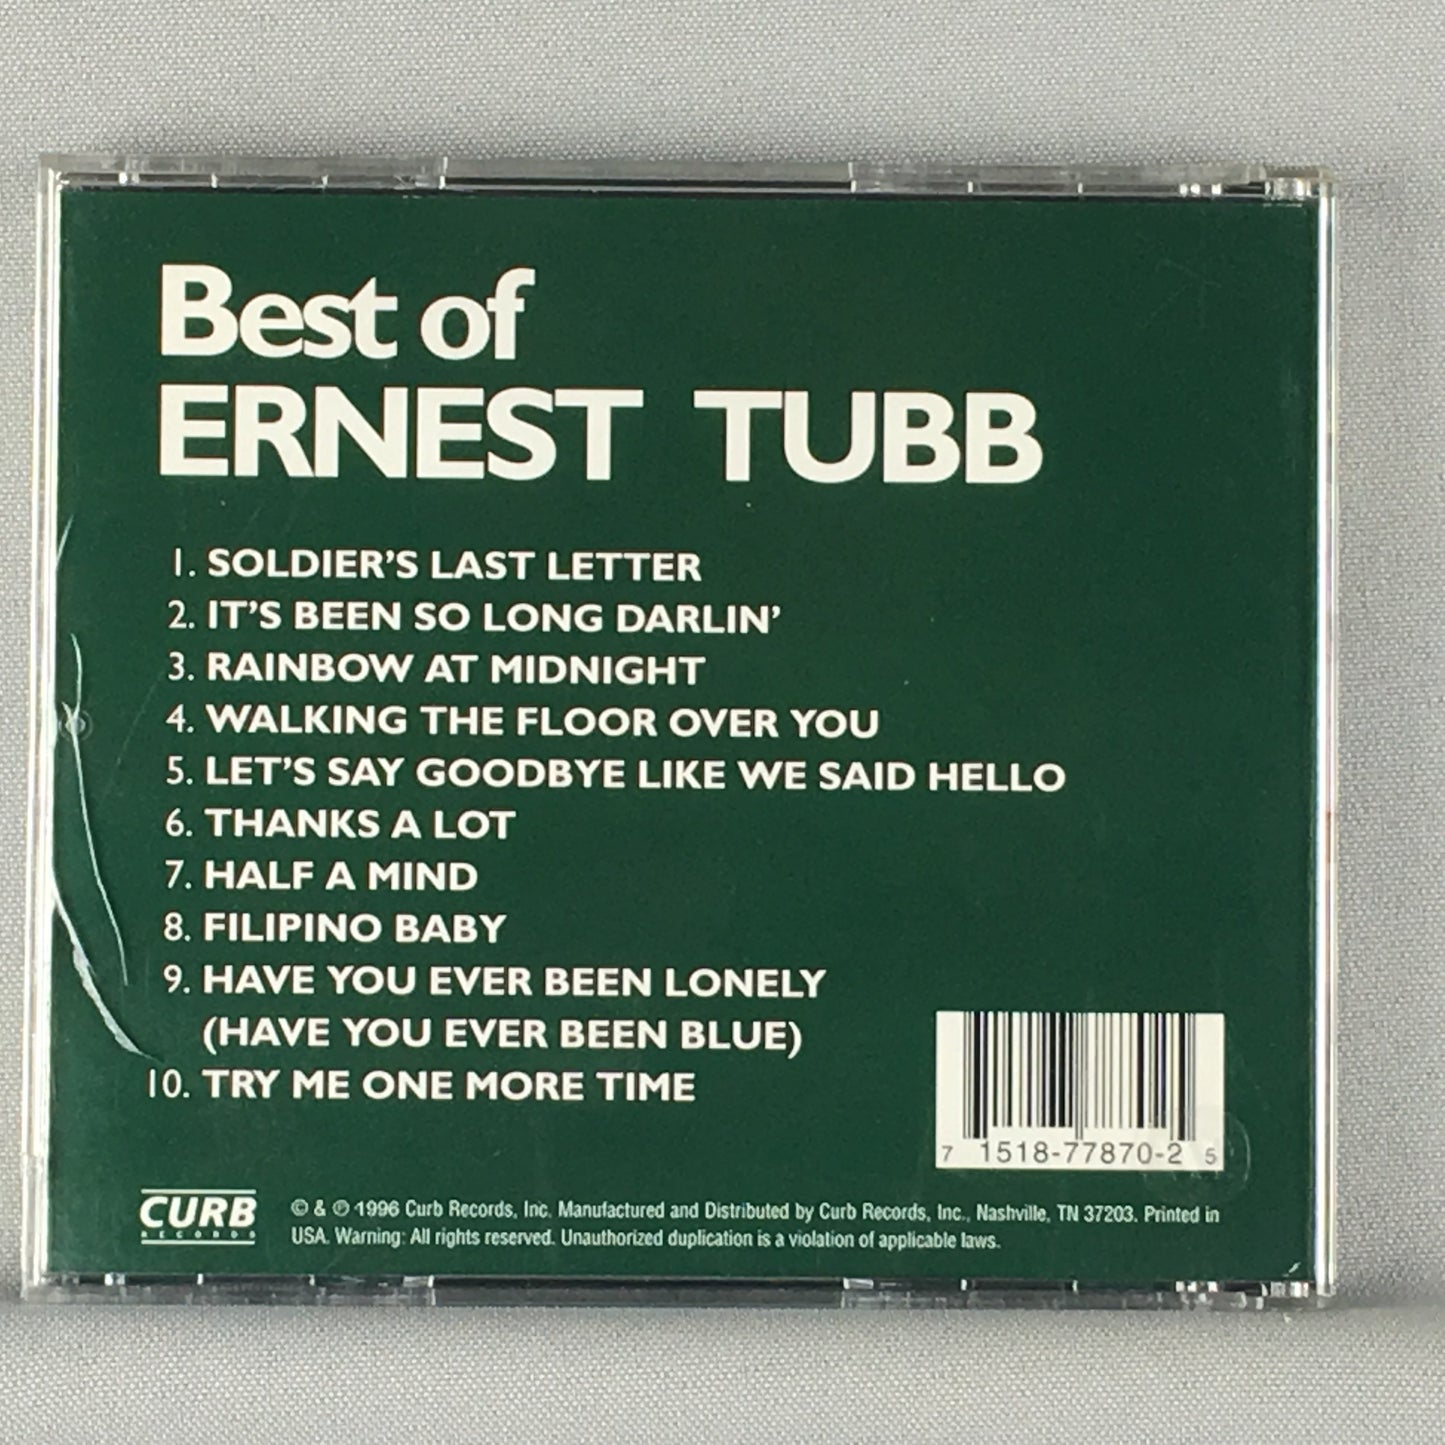 Best of
ERNEST TUBB
1. SOLDIER'S LAST LETTER
2. IT'S BEEN SO LONG DARLIN'
3. RAINBOW AT MIDNIGHT
4. WALKING THE FLOOR OVER YOU
5. LET'S SAY GOODBYE LIKE WE SAID HELLO
6. THANKS A LOT
7. HALF A MIND
8. FILIPINO BABY
9. HAVE YOU EVER BEEN LONELY
(HAVE YOU EVER BEEN BLUE)
10. TRY ME ONE MORE TIME
7 1518-77870-2 5
CURB
RECORDS
© & ℗ 1996 Curb Records, Inc. Manufactured and Distributed by Curb Records, Inc., Nashville, TN 37203. Printed in
USA. Warning: All rights reserved. Unauthorized duplication is a violation of applicable laws.